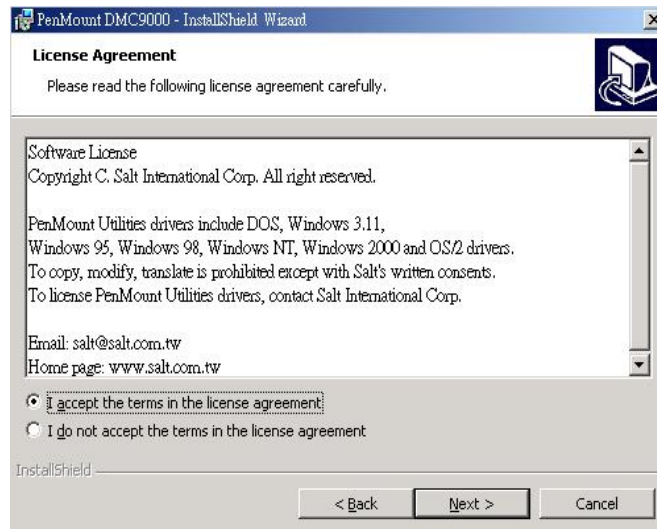 PenMount DMC9000 - InstallShield Wizard
License Agreement
Please read the following license agreement carefully.
Software License
Copyright C. Salt International Corp. All right reserved.
PenMount Utilities drivers include DOS, Windows 3.11,
Windows 95, Windows 98, Windows NT, Windows 2000 and OS/2 drivers.
To copy, modify, translate is prohibited except with Salt's written consents.
To license PenMount Utilities drivers, contact Salt International Corp.
Email: salt@salt.com.tw
Home page: www.salt.com.tw
I accept the terms in the license agreement
I do not accept the terms in the license agreement
InstallShield
< Back Next > Cancel